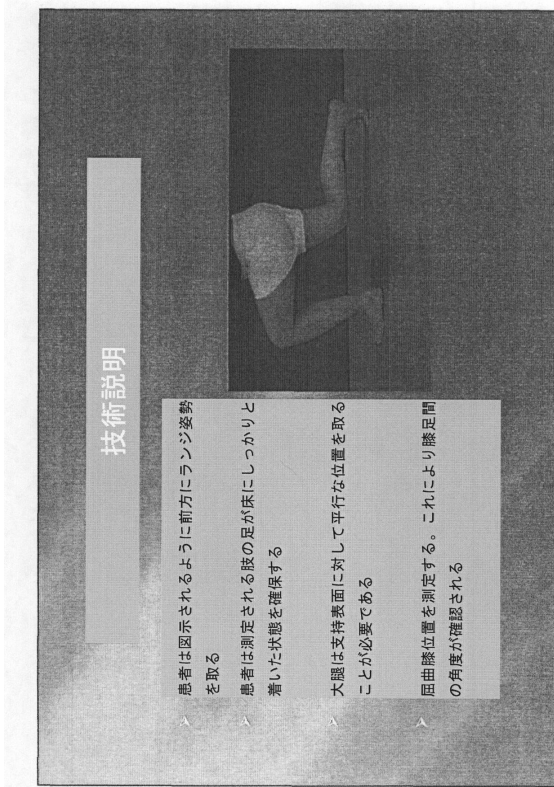 技術説明
患者は図示されるように前方にランジ姿勢
を取る
患者は測定される肢の足が床にしっかりと
着いた状態を確保する
大腿は支持表面に対して平行な位置を取る
ことが必要である
屈曲膝位置を測定する。これにより膝足間
の角度が確認される